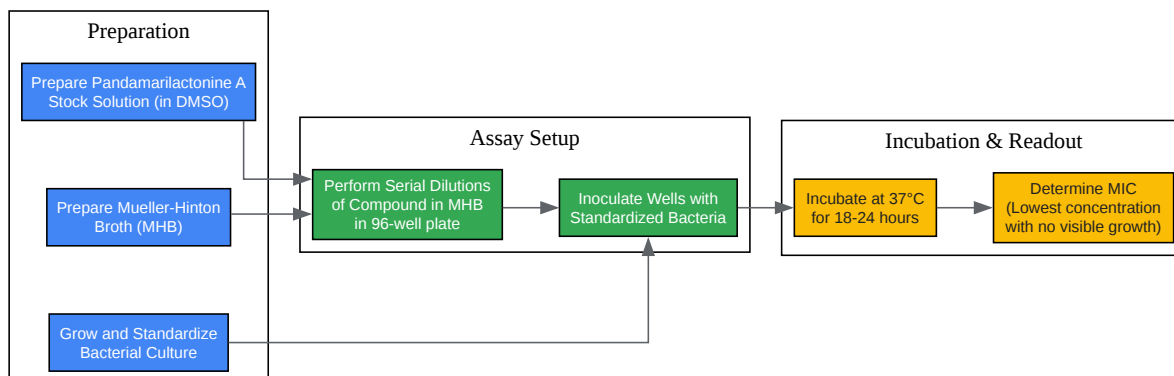 Preparation
Prepare Pandamarilactonine A
Stock Solution (in DMSO)
Prepare Mueller-Hinton
Broth (MHB)
Grow and Standardize
Bacterial Culture
Assay Setup
Perform Serial Dilutions
of Compound in MHB
in 96-well plate
Inoculate Wells with
Standardized Bacteria
Incubation & Readout
Incubate at 37°C
for 18-24 hours
Determine MIC
(Lowest concentration
with no visible growth)